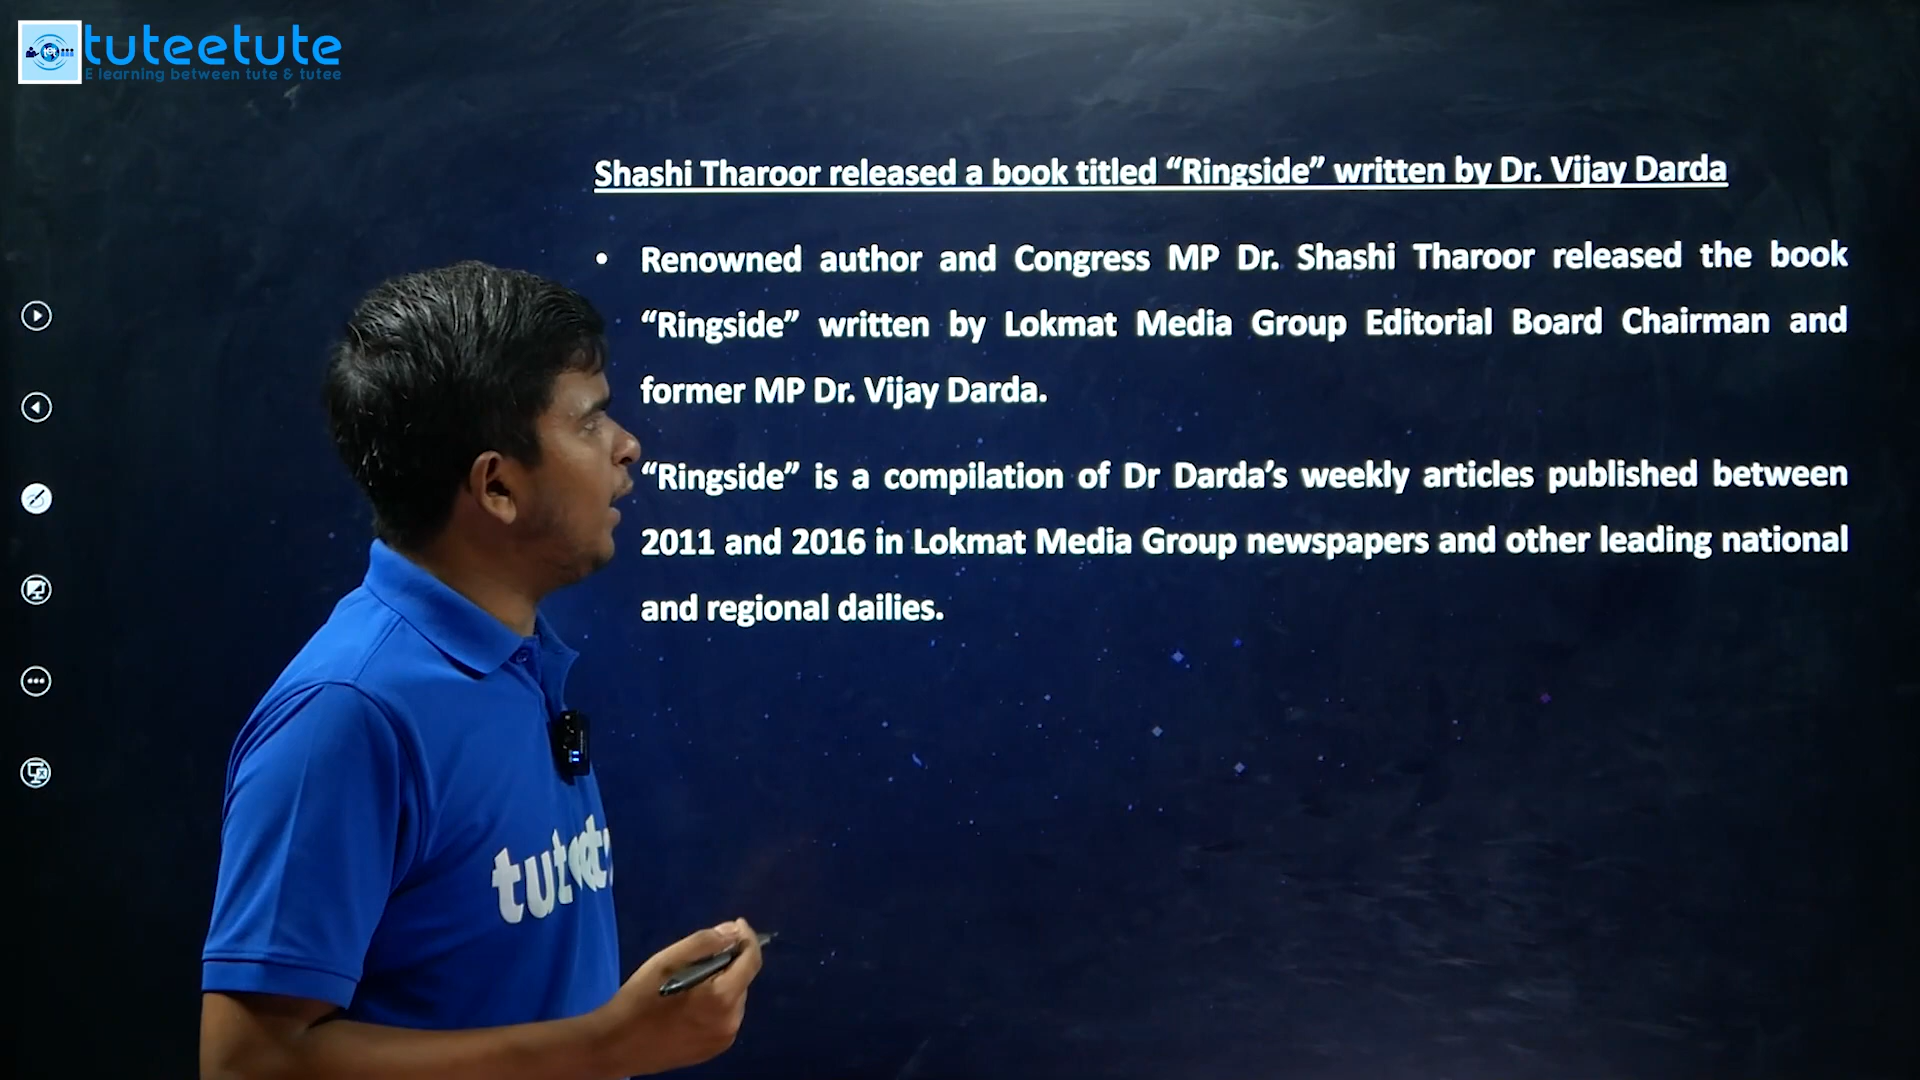 tuteetute
E learning between tute & tutee
Shashi Tharoor released a book titled “Ringside” written by Dr. Vijay Darda
• Renowned author and Congress MP Dr. Shashi Tharoor released the book
“Ringside” written by Lokmat Media Group Editorial Board Chairman and
former MP Dr. Vijay Darda.
“Ringside” is a compilation of Dr Darda’s weekly articles published between
2011 and 2016 in Lokmat Media Group newspapers and other leading national
and regional dailies.